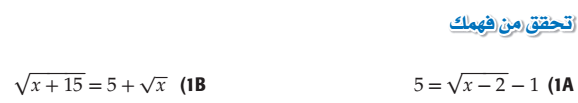 تحقق من فهمك
5 = √(x − 2) − 1 (1A
√(x + 15) = 5 + √x (1B